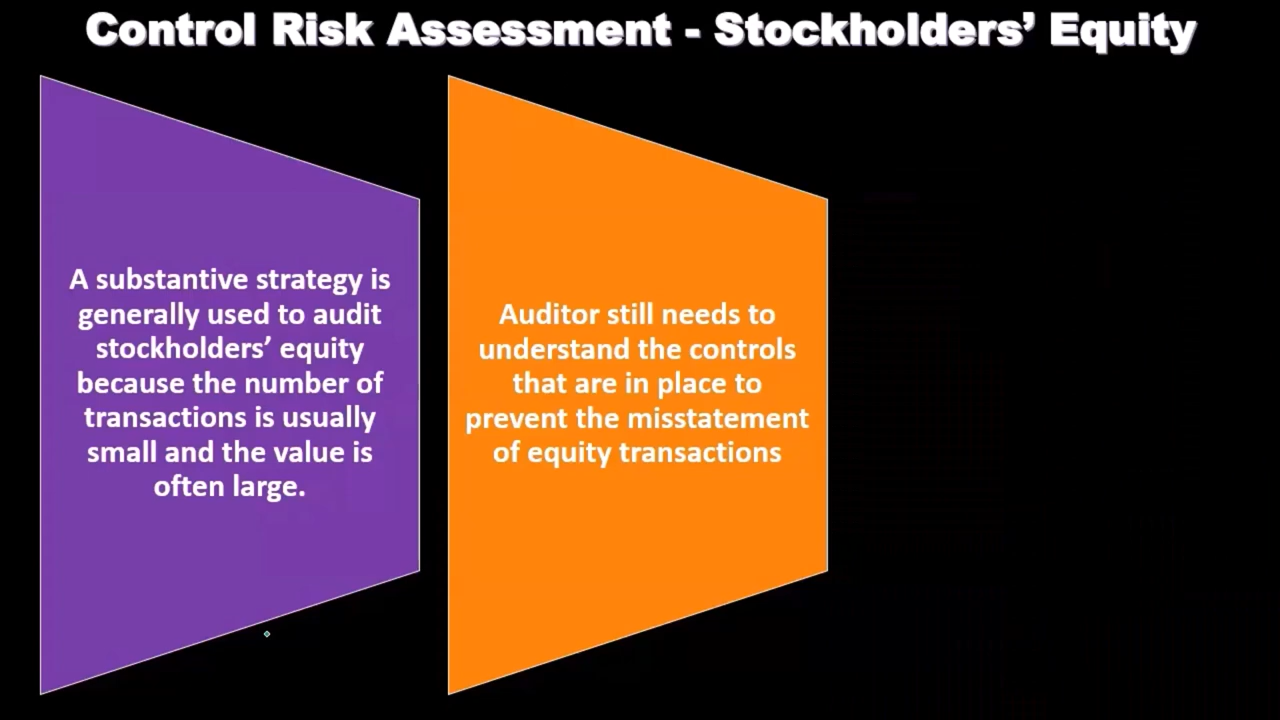 Control Risk Assessment - Stockholders’ Equity
A substantive strategy is
generally used to audit
stockholders’ equity
because the number of
transactions is usually
small and the value is
often large.
Auditor still needs to
understand the controls
that are in place to
prevent the misstatement
of equity transactions